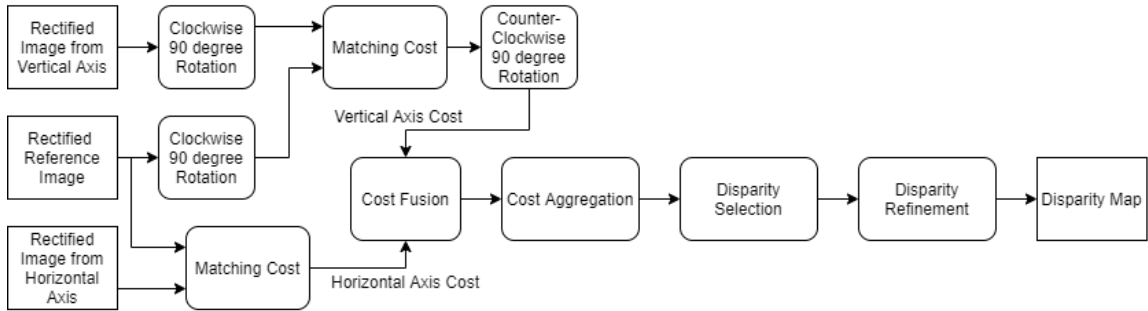 Rectified
Image from
Vertical Axis
Clockwise
90 degree
Rotation
Matching Cost
Counter-
Clockwise
90 degree
Rotation
Vertical Axis Cost
Rectified
Reference
Image
Clockwise
90 degree
Rotation
Cost Fusion
Cost Aggregation
Disparity
Selection
Disparity
Refinement
Disparity Map
Rectified
Image from
Horizontal
Axis
Matching Cost
Horizontal Axis Cost